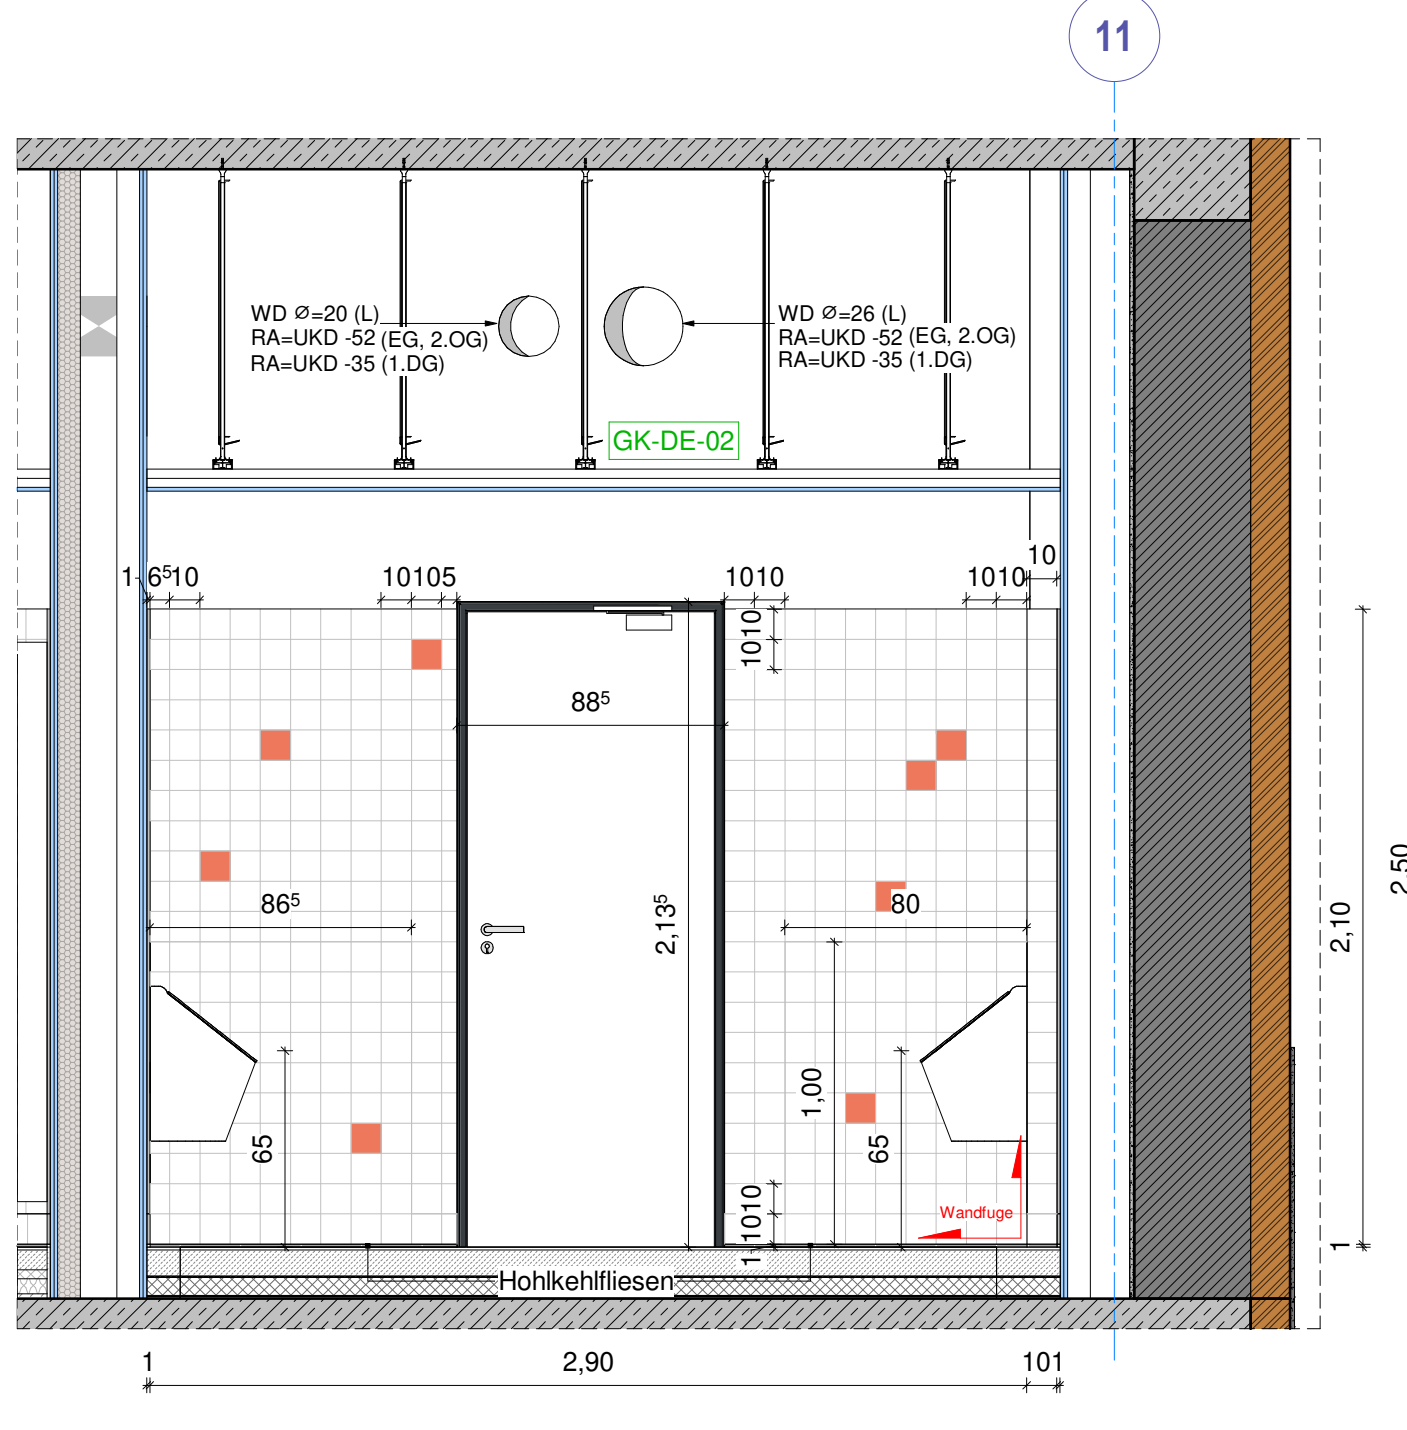 11
WD ∅=20 (L)
RA=UKD -52 (EG, 2.OG)
RA=UKD -35 (1.DG)
WD ∅=26 (L)
RA=UKD -52 (EG, 2.OG)
RA=UKD -35 (1.DG)
GK-DE-02
10
1 6⁵10
10105
1010
1010
1010
88⁵
86⁵
2,13⁵
80
2,50
2,10
1,00
65
65
1 1010
Wandfuge
1
Hohlkehlfliesen
1
2,90
101